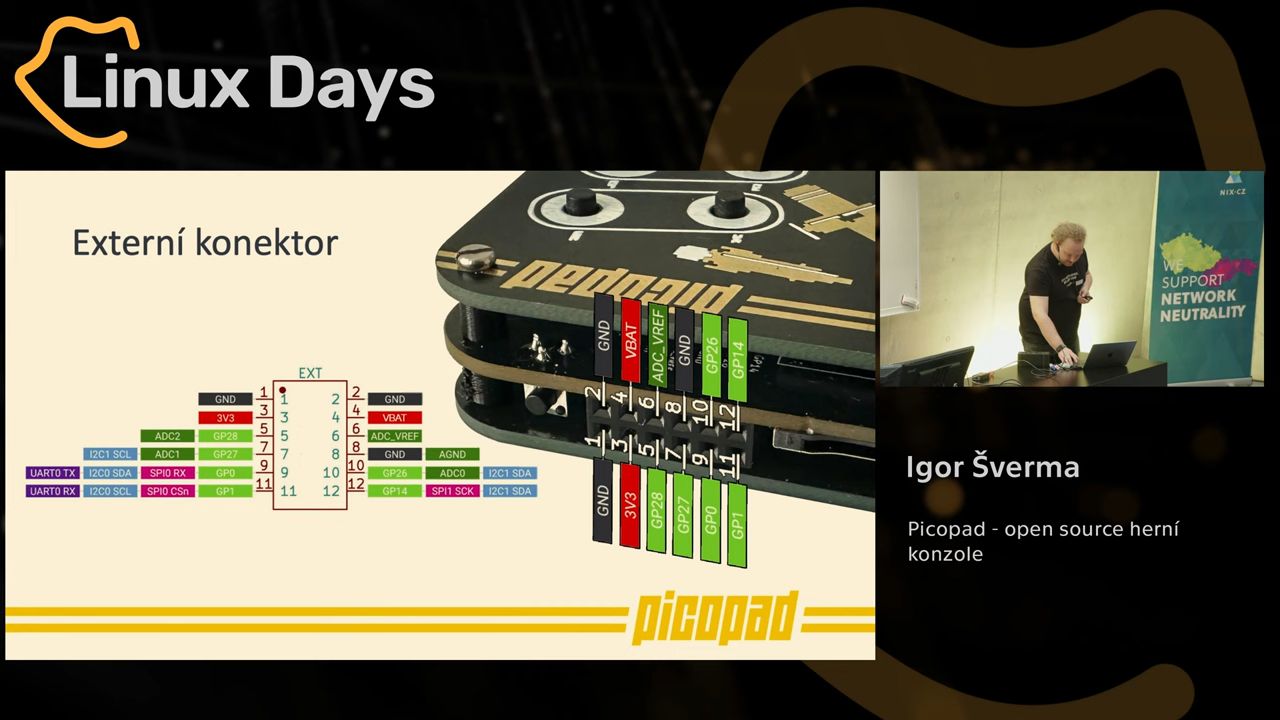 Linux Days
Externí konektor
EXT
GND 1 1 2 2 GND
3V3 3 3 4 4 VBAT
ADC2 GP28 5 5 6 6 ADC_VREF
I2C1 SCL ADC1 GP27 7 7 8 8 GND AGND
UART0 TX I2C0 SDA SPI0 RX GP0 9 9 10 10 GP26 ADC0 I2C1 SDA
UART0 RX I2C0 SCL SPI0 CSn GP1 11 11 12 12 GP14 SPI1 SCK I2C1 SDA
picopad
GND VBAT ADC_VREF GND GP26 GP14
2 4 6 8 10 12
1 3 5 7 9 11
GND 3V3 GP28 GP27 GP0 GP1
picopad
NIX.CZ
WE
SUPPORT
NETWORK
NEUTRALITY
Igor Šverma
Picopad - open source herní
konzole